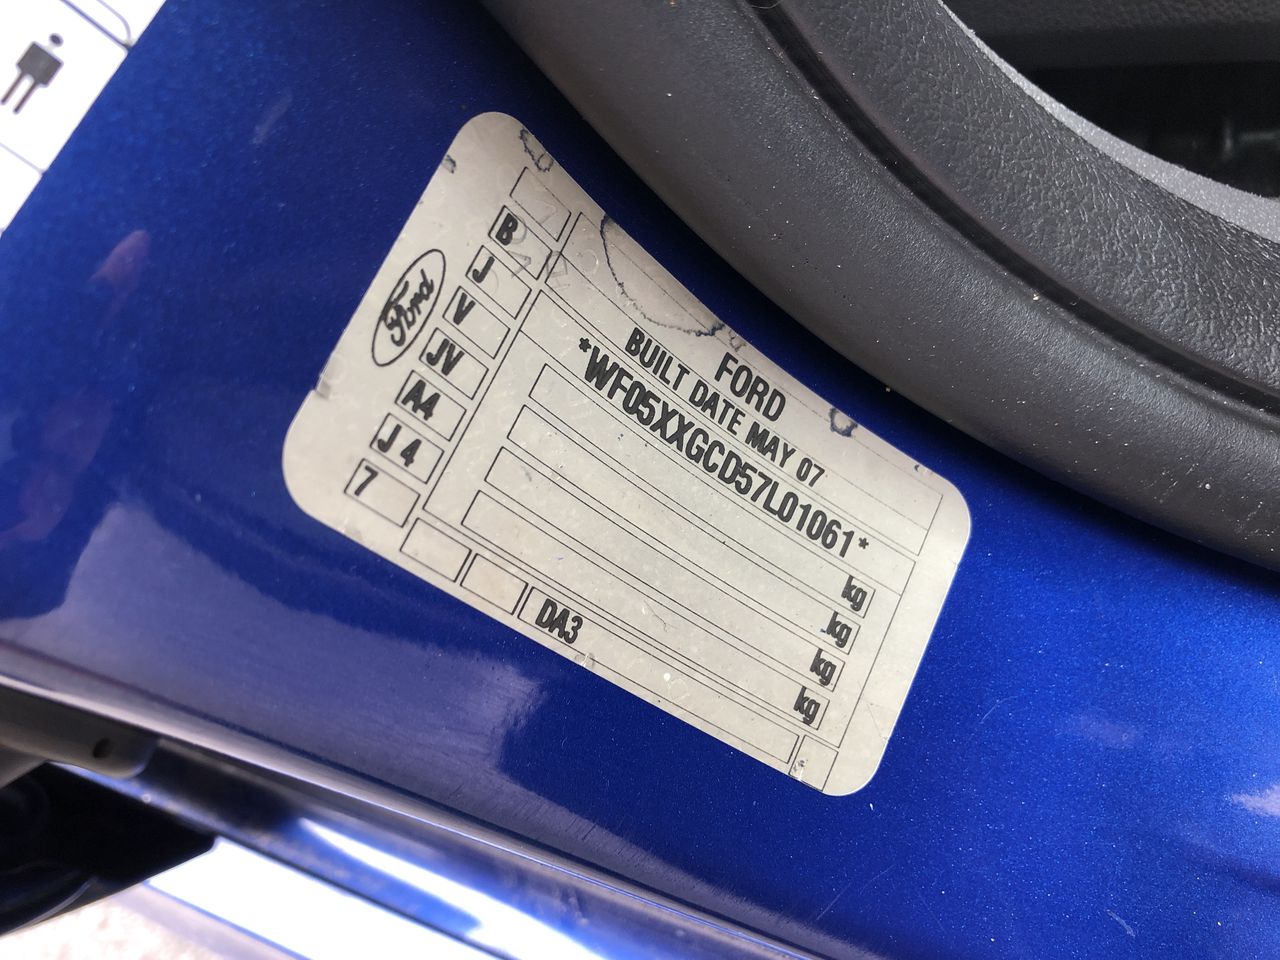 Ford
FORD
BUILT DATE MAY 07
*WF05XXGCD57L01061*
kg
kg
kg
kg
B
J
V
JV
A4
J 4
7
DA3